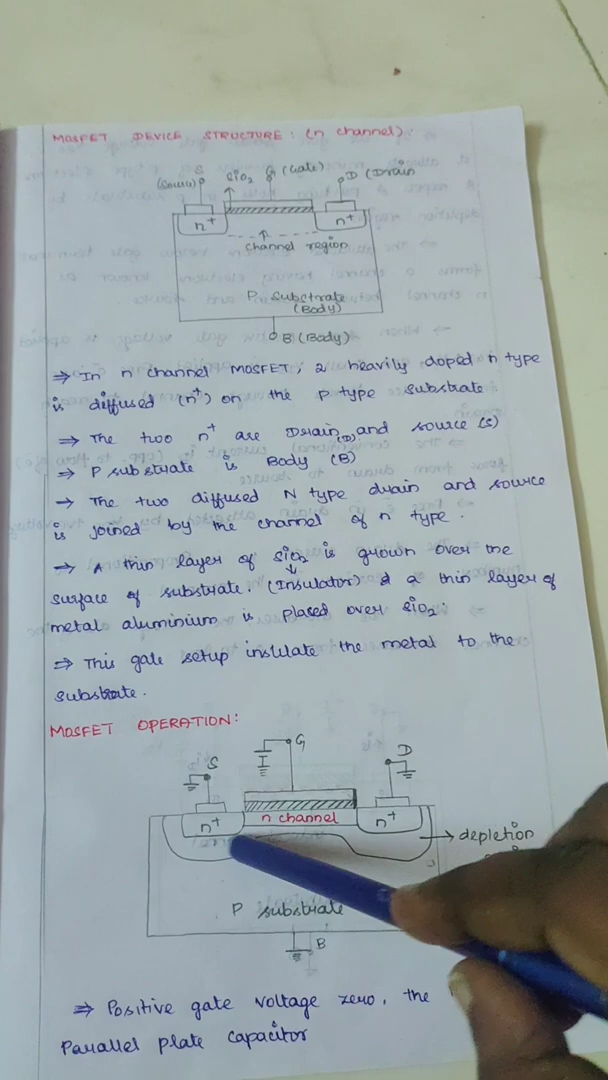 MOSFET DEVICE STRUCTURE: (n channel):
S SiO2 G (Gate)
(Source) D (Drain
n+ n+
channel region
P substrate
(Body)
B (Body)
⇒ In n channel MOSFET, 2 heavily doped n type
is diffused (n+) on the P type substrate
⇒ The two n+ are Drain and source (S)
(D)
⇒ P substrate is Body (B)
→ The two diffused N type drain and source
is joined by the channel of n type.
→ A thin layer of SiO2 is grown over the
surface of substrate. (Insulator) & a thin layer of
metal aluminium is plased over SiO2.
⇒ This gate setup instulate the metal to the
substrate.
MOSFET OPERATION:
G
S D
n channel
n+ n+
→ depletion
P substrate
B
⇒ Positive gate voltage zero, the
Parallel plate capacitor